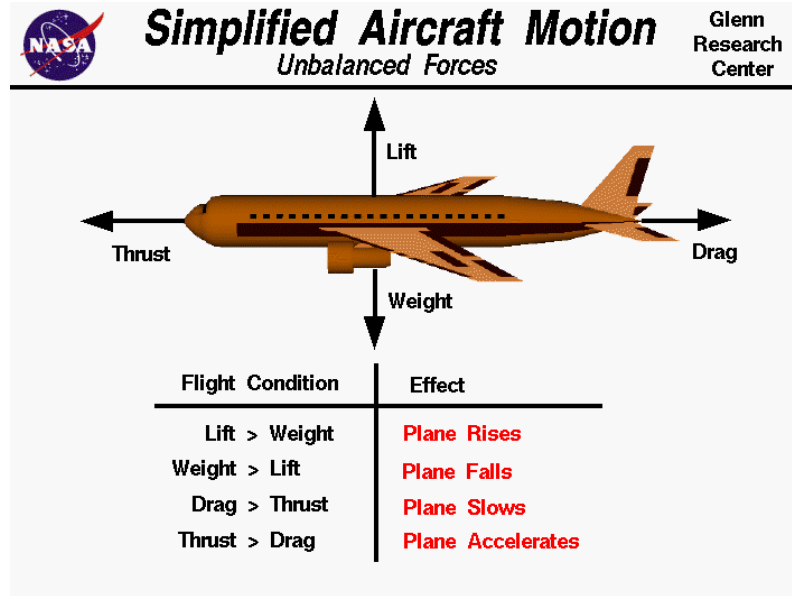 NASA
Simplified Aircraft Motion
Unbalanced Forces
Glenn
Research
Center
Lift
Thrust
Drag
Weight
Flight Condition Effect
Lift > Weight Plane Rises
Weight > Lift Plane Falls
Drag > Thrust Plane Slows
Thrust > Drag Plane Accelerates